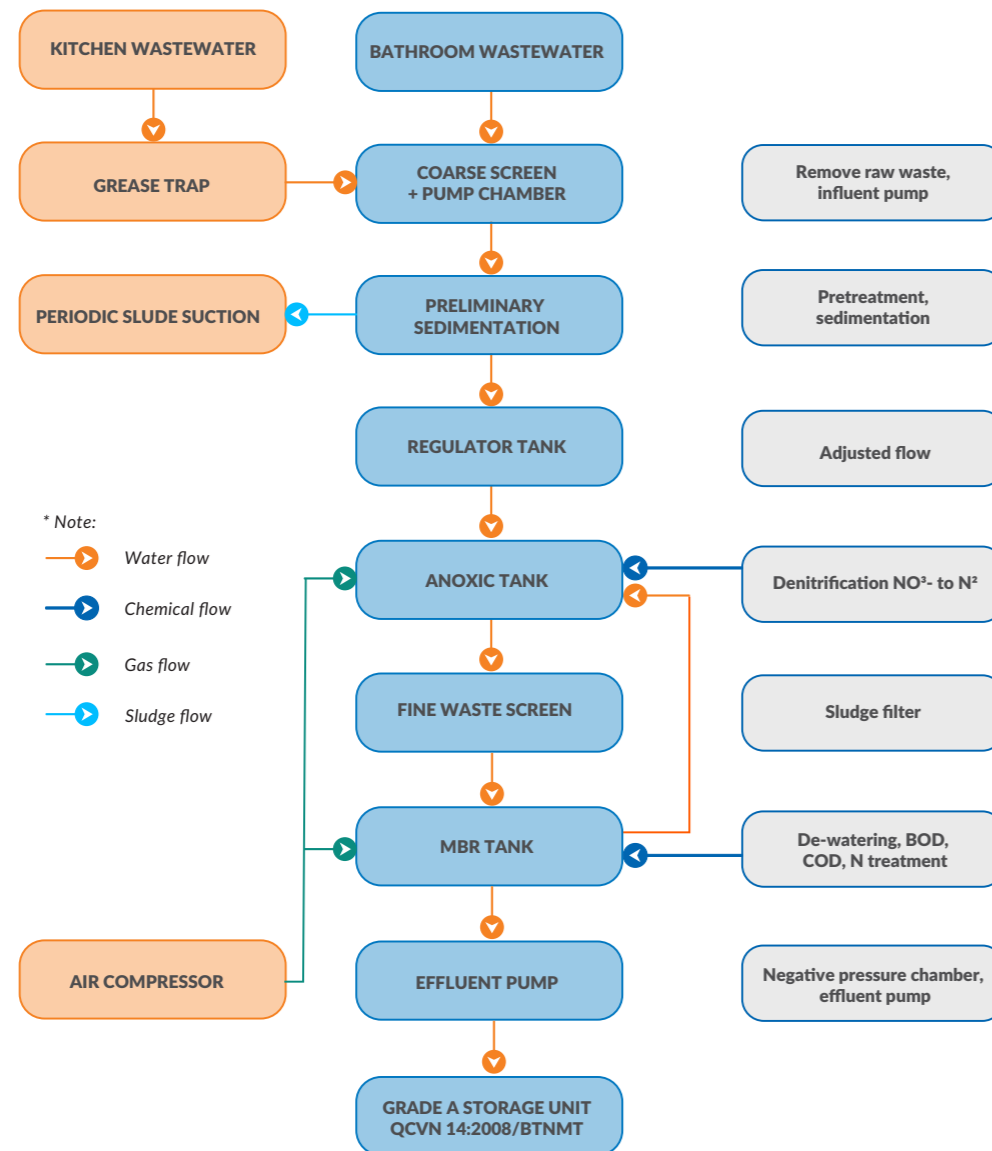 KITCHEN WASTEWATER
BATHROOM WASTEWATER
GREASE TRAP
COARSE SCREEN
+ PUMP CHAMBER
Remove raw waste,
influent pump
PERIODIC SLUDE SUCTION
PRELIMINARY
SEDIMENTATION
Pretreatment,
sedimentation
REGULATOR TANK
Adjusted flow
* Note:
Water flow
Chemical flow
Gas flow
Sludge flow
ANOXIC TANK
Denitrification NO³- to N²
FINE WASTE SCREEN
Sludge filter
MBR TANK
De-watering, BOD,
COD, N treatment
AIR COMPRESSOR
EFFLUENT PUMP
Negative pressure chamber,
effluent pump
GRADE A STORAGE UNIT
QCVN 14:2008/BTNMT